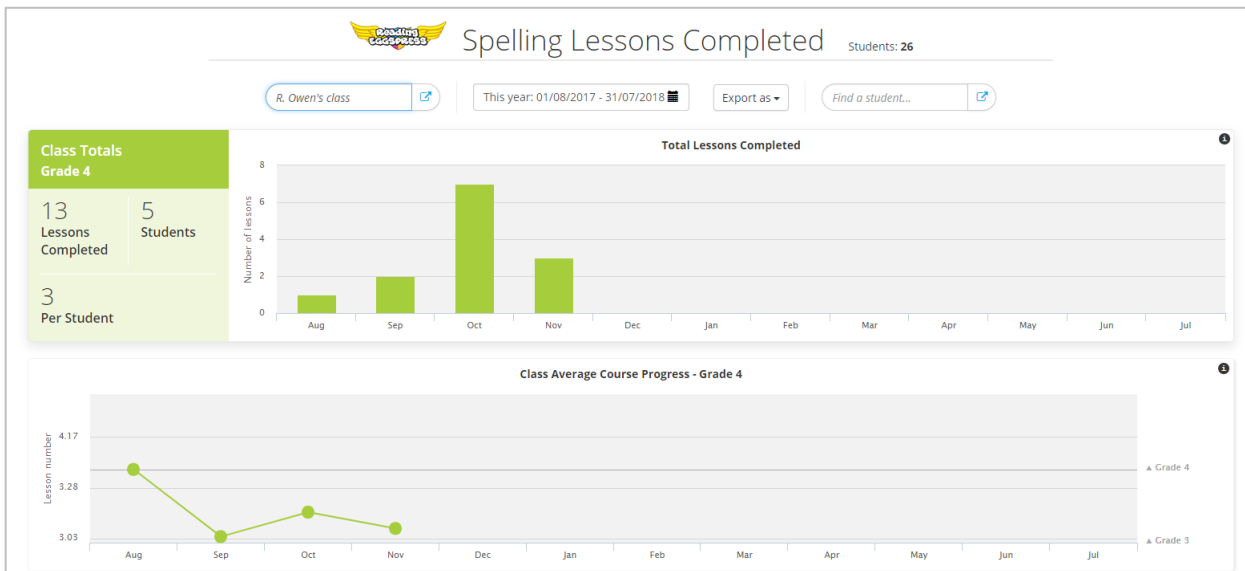 Reading
Eggspress
Spelling Lessons Completed
Students: 26
R. Owen's class
This year: 01/08/2017 - 31/07/2018
Export as
Find a student...
Class Totals
Grade 4
13
Lessons
Completed
5
Students
3
Per Student
Total Lessons Completed
Number of lessons
8
6
4
2
0
Aug Sep Oct Nov Dec Jan Feb Mar Apr May Jun Jul
Class Average Course Progress - Grade 4
Lesson number
4.17
3.28
3.03
▲ Grade 4
▲ Grade 3
Aug Sep Oct Nov Dec Jan Feb Mar Apr May Jun Jul